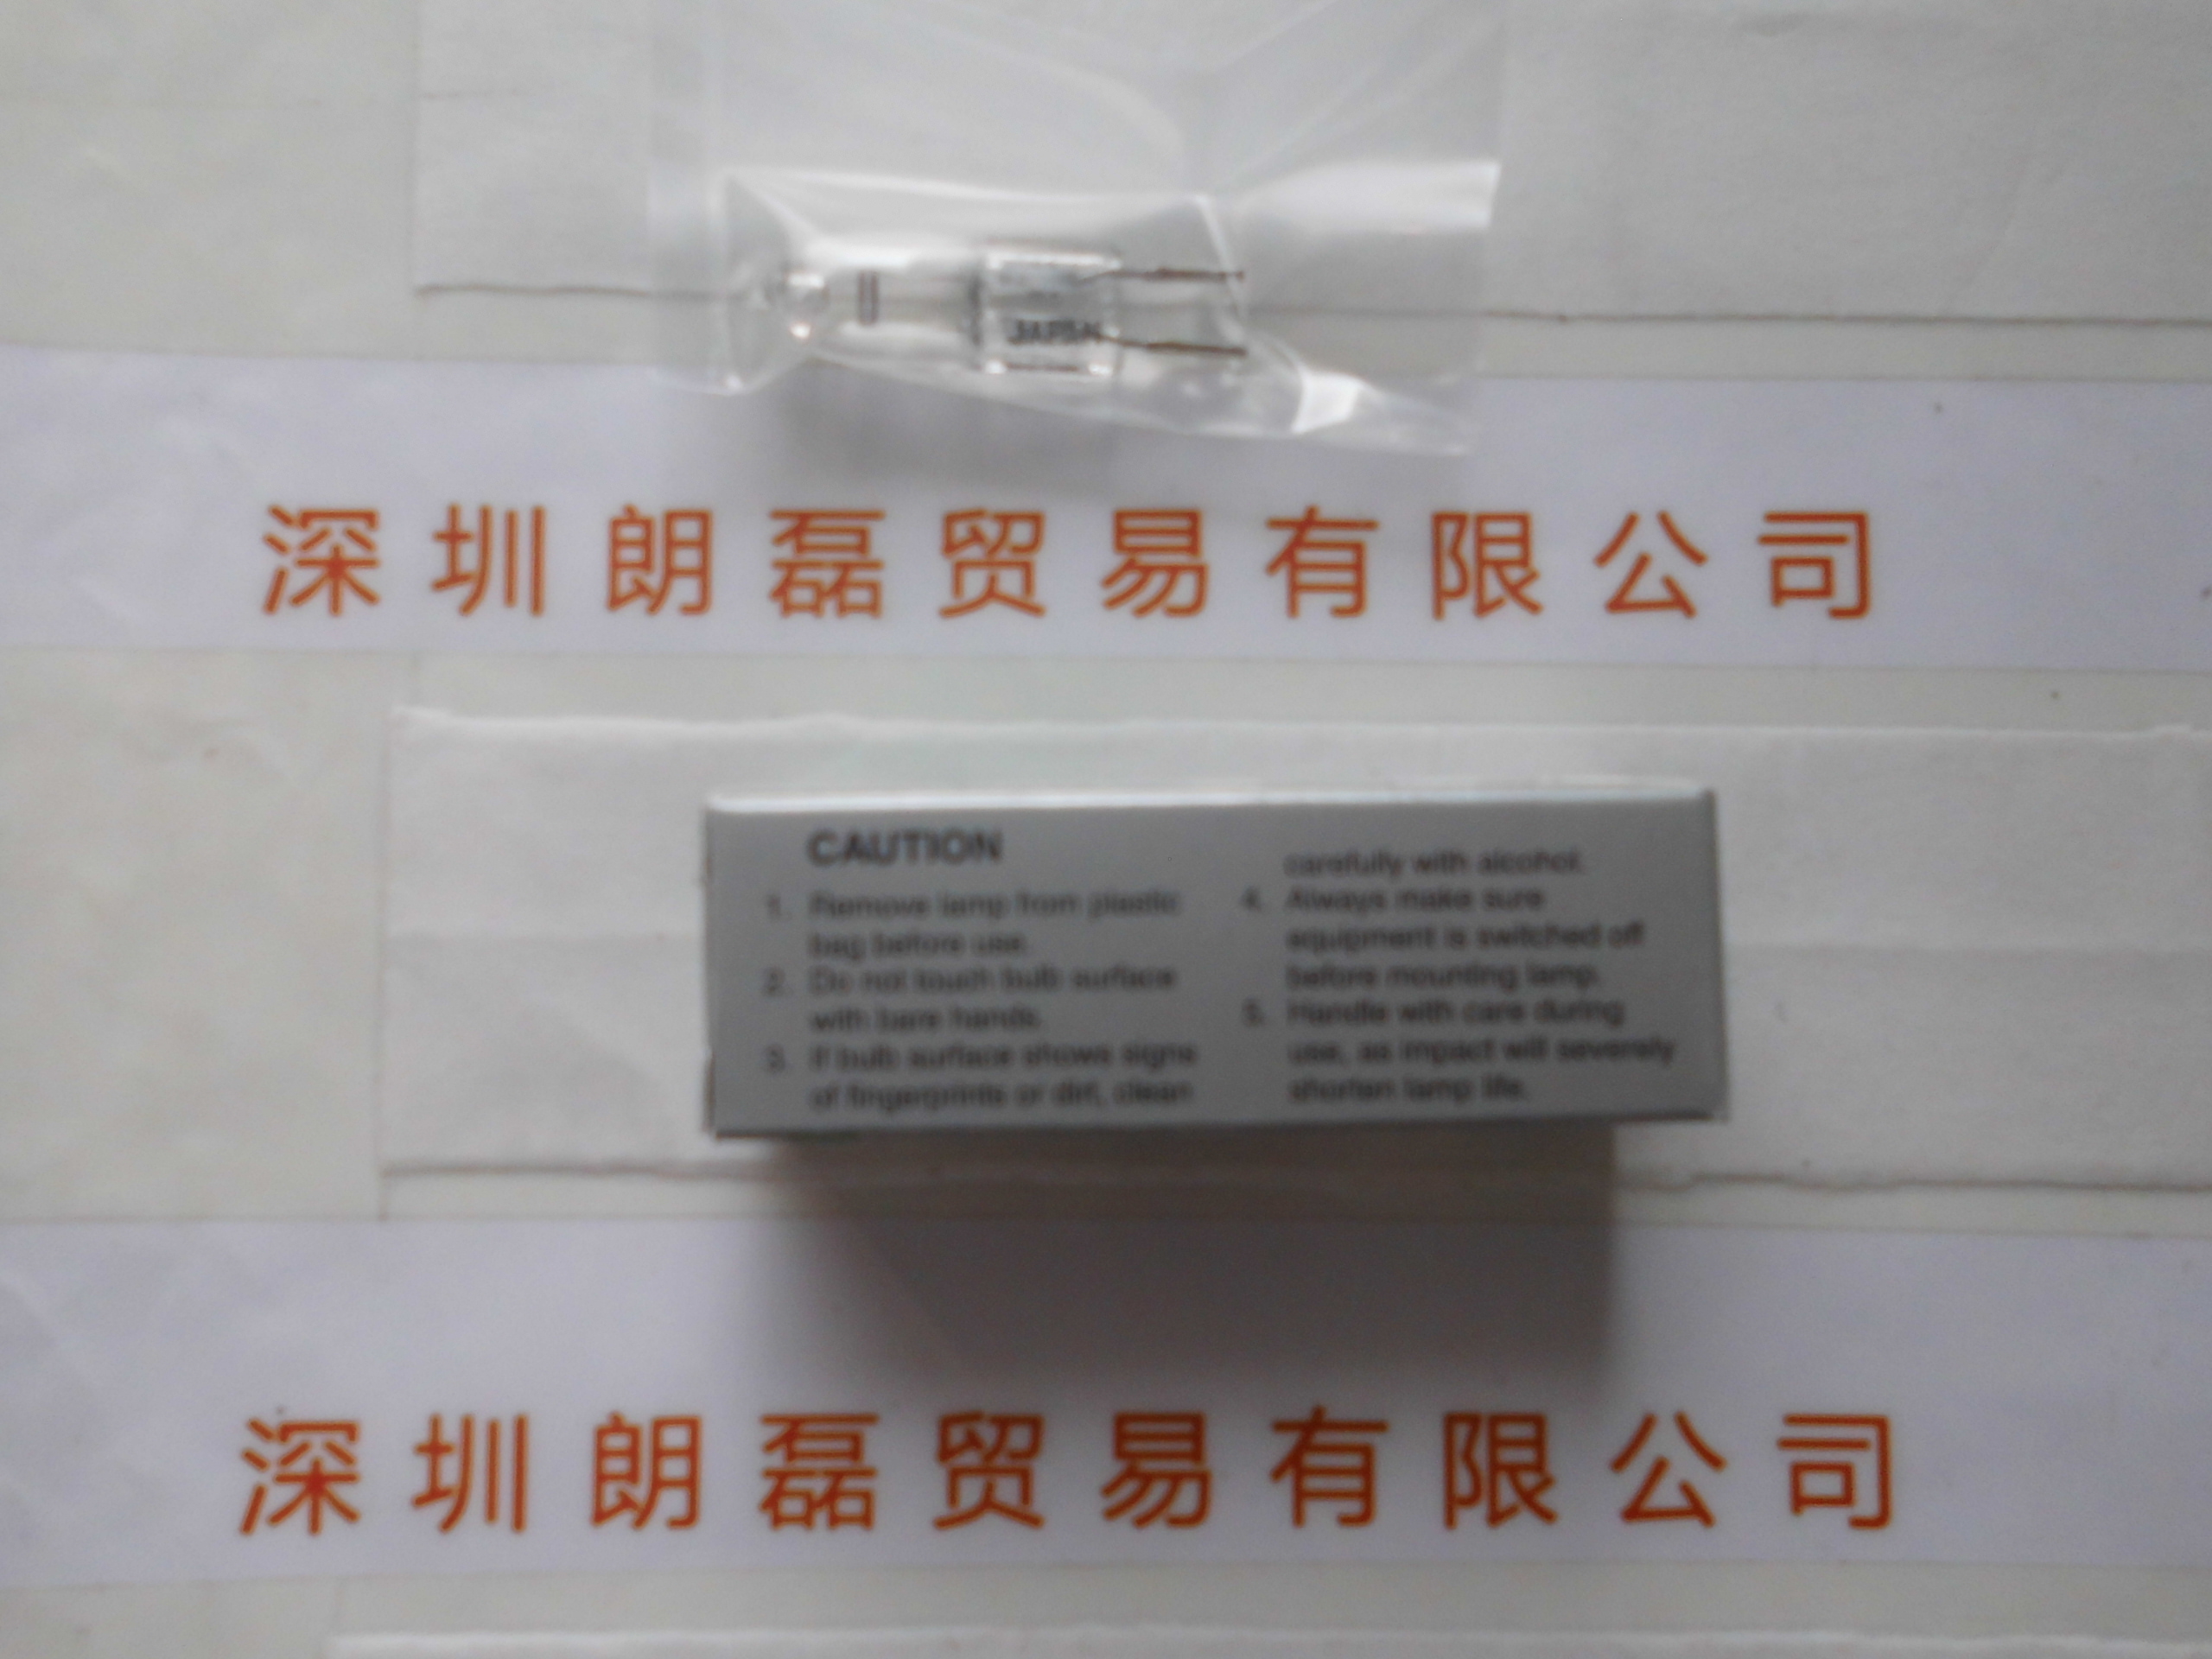 JAPAN
深圳朗磊贸易有限公司
CAUTION
1. Remove lamp from plastic
bag before use.
2. Do not touch bulb surface
with bare hands.
3. If bulb surface shows signs
of fingerprints or dirt, clean
carefully with alcohol.
4. Always make sure
equipment is switched off
before mounting lamp.
5. Handle with care during
use, as impact will severely
shorten lamp life.
深圳朗磊贸易有限公司